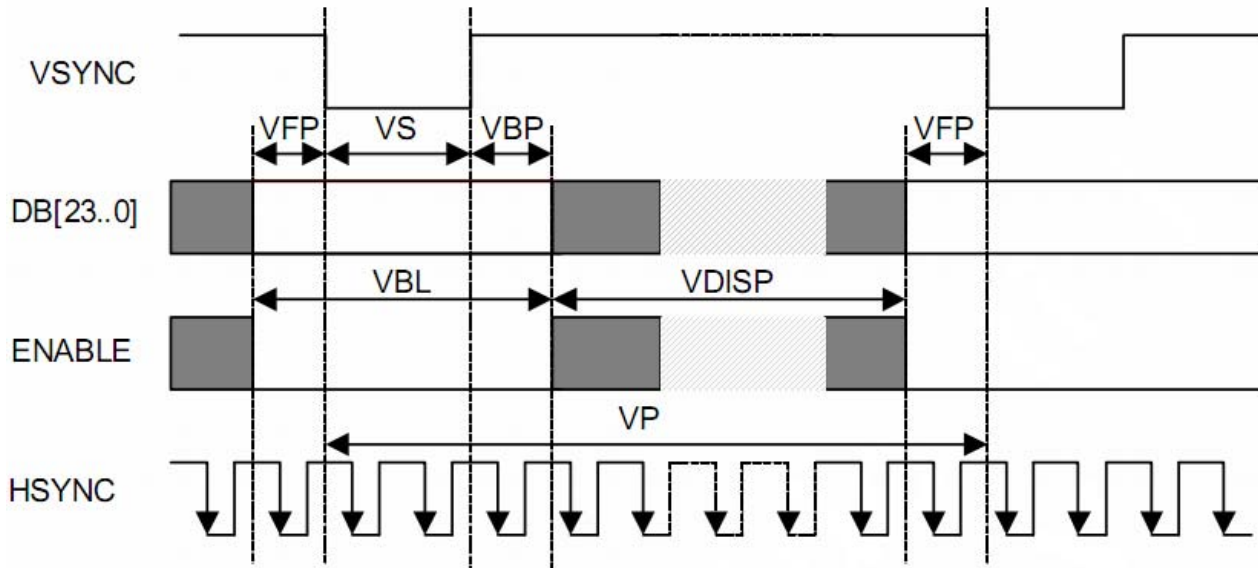 VSYNC
VFP VS VBP VFP
DB[23..0]
VBL VDISP
ENABLE
VP
HSYNC